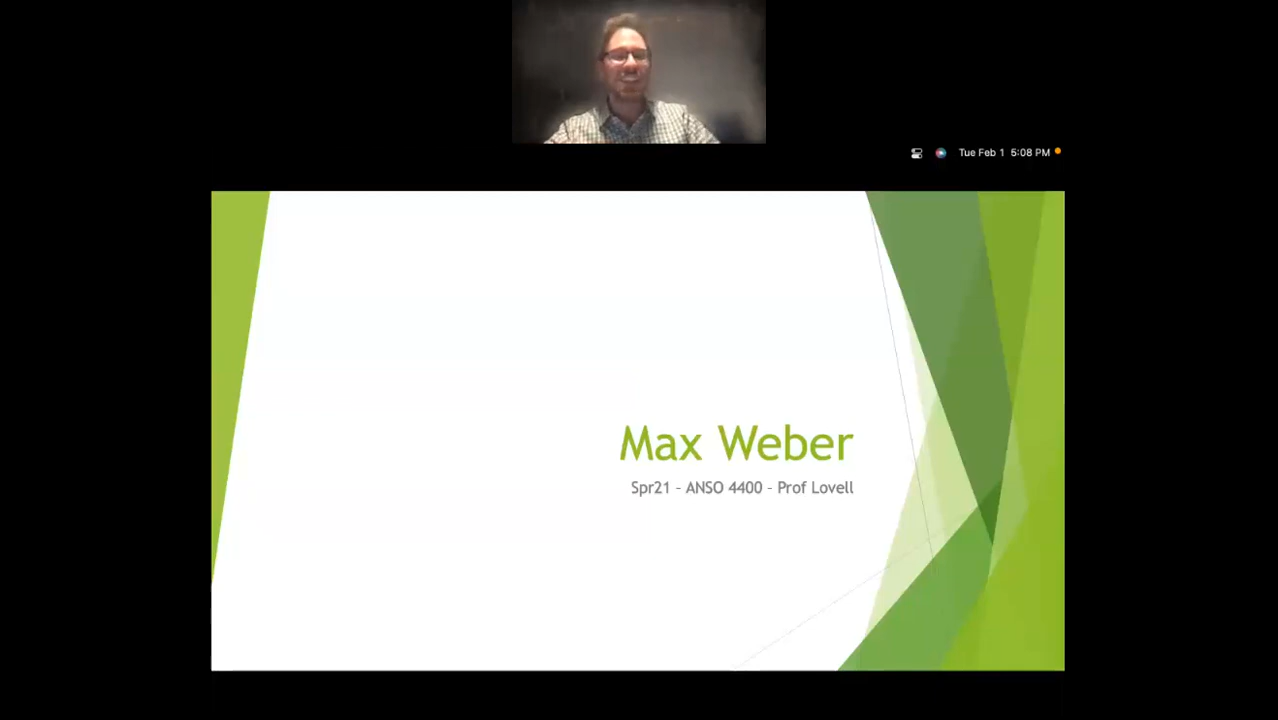 Tue Feb 1 5:08 PM
Max Weber
Spr21 – ANSO 4400 – Prof Lovell